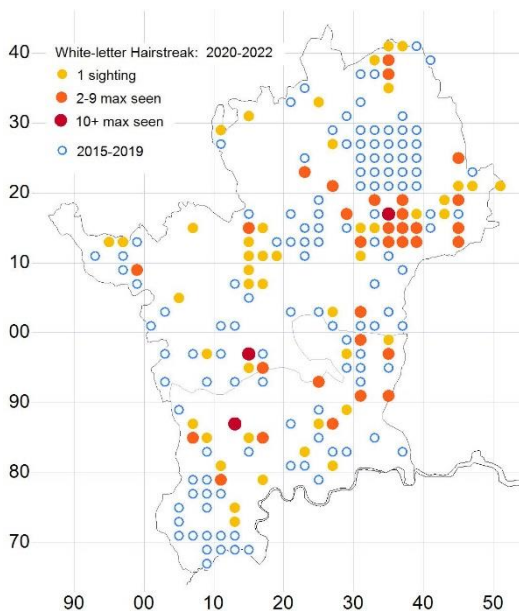 40
White-letter Hairstreak: 2020-2022
1 sighting
2-9 max seen
10+ max seen
30
2015-2019
20
10
00
90
80
70
90 00 10 20 30 40 50